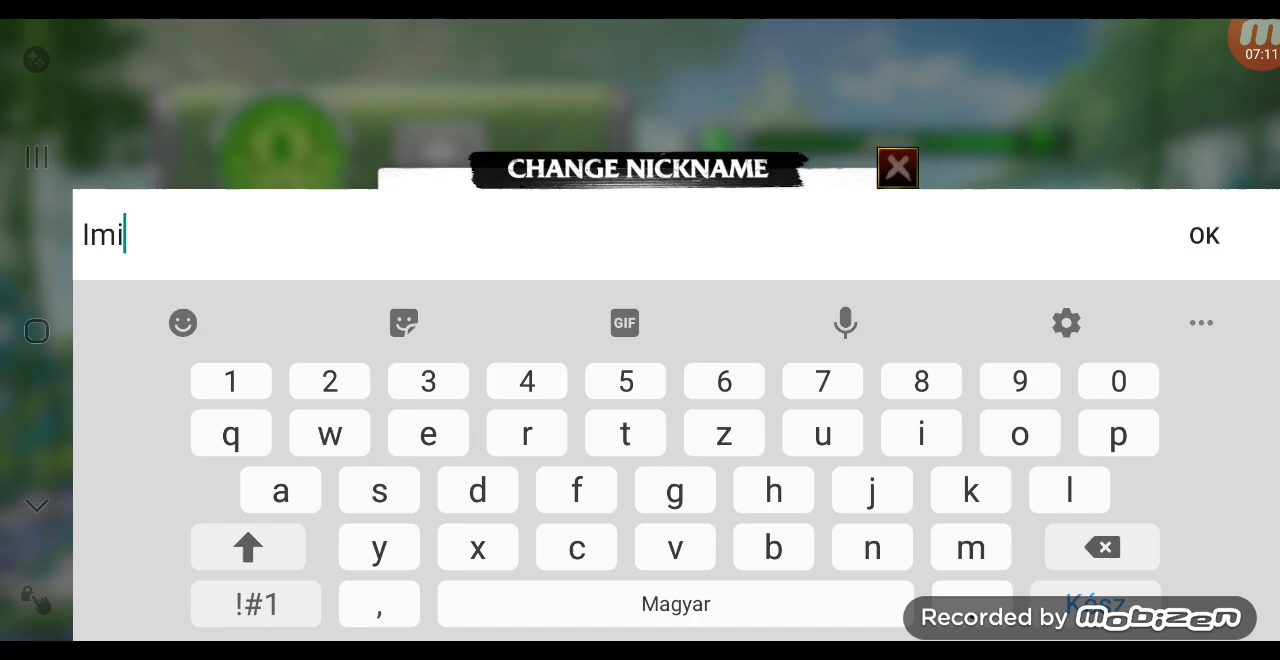 07:11
CHANGE NICKNAME
Imi
OK
GIF
1 2 3 4 5 6 7 8 9 0
q w e r t z u i o p
a s d f g h j k l
y x c v b n m
!#1 , Magyar Kész
Recorded by mobizen